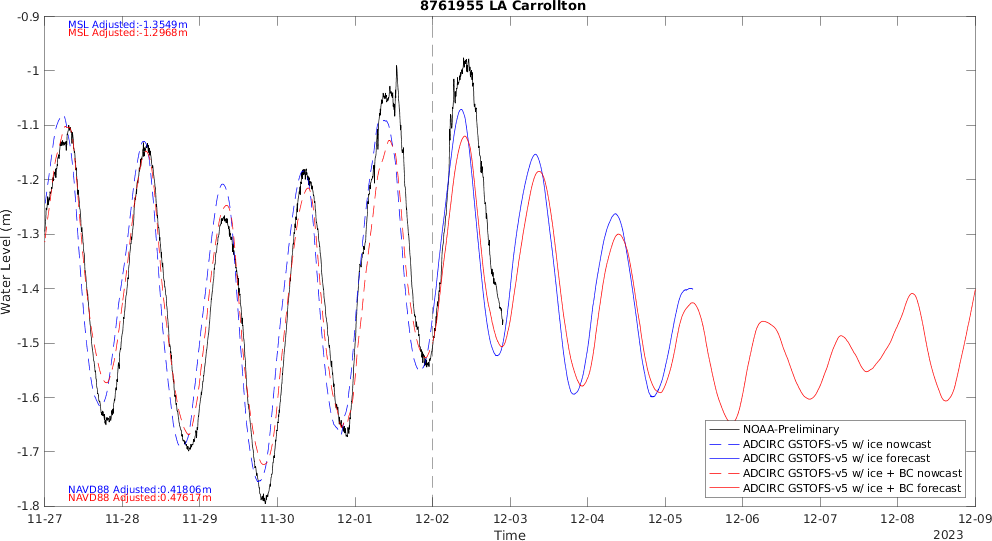 8761955 LA Carrollton
MSL Adjusted:-1.3549m
MSL Adjusted:-1.2968m
-0.9
-1
-1.1
-1.2
-1.3
-1.4
-1.5
-1.6
-1.7
-1.8
Water Level (m)
NOAA-Preliminary
ADCIRC GSTOFS-v5 w/ ice nowcast
ADCIRC GSTOFS-v5 w/ ice forecast
ADCIRC GSTOFS-v5 w/ ice + BC nowcast
ADCIRC GSTOFS-v5 w/ ice + BC forecast
NAVD88 Adjusted:0.41806m
NAVD88 Adjusted:0.47617m
11-27 11-28 11-29 11-30 12-01 12-02 12-03 12-04 12-05 12-06 12-07 12-08 12-09
Time
2023